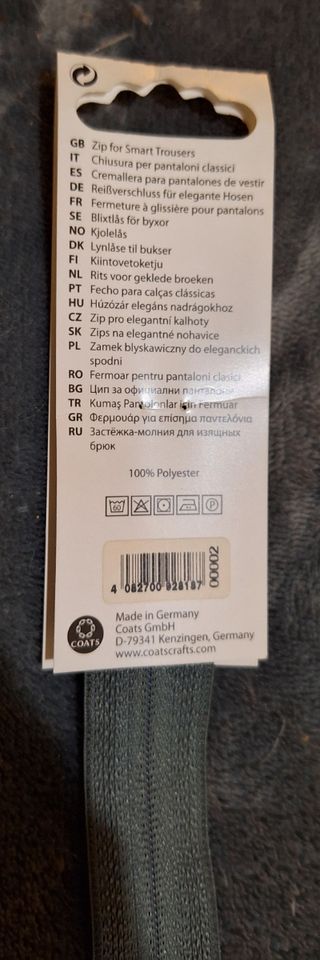 GB Zip for Smart Trousers
IT Chiusura per pantaloni classici
ES Cremallera para pantalones de vestir
DE Reißverschluss für elegante Hosen
FR Fermeture à glissière pour pantalons
SE Blixtlås för byxor
NO Kjolelås
DK Lynlåse til bukser
FI Kiintovetoketju
NL Rits voor geklede broeken
PT Fecho para calças clássicas
HU Húzózár elegáns nadrágokhoz
CZ Zip pro elegantní kalhoty
SK Zips na elegantné nohavice
PL Zamek błyskawiczny do eleganckich
spodni
RO Fermoar pentru pantaloni clasici
BG Цип за официални панталони
TR Kumaş Pantolonlar için Fermuar
GR Φερμουάρ για επίσημα παντελόνια
RU Застёжка-молния для изящных
брюк
100% Polyester
60 P
4 082700 928187
00002
COATS
Made in Germany
Coats GmbH
D-79341 Kenzingen, Germany
www.coatscrafts.com